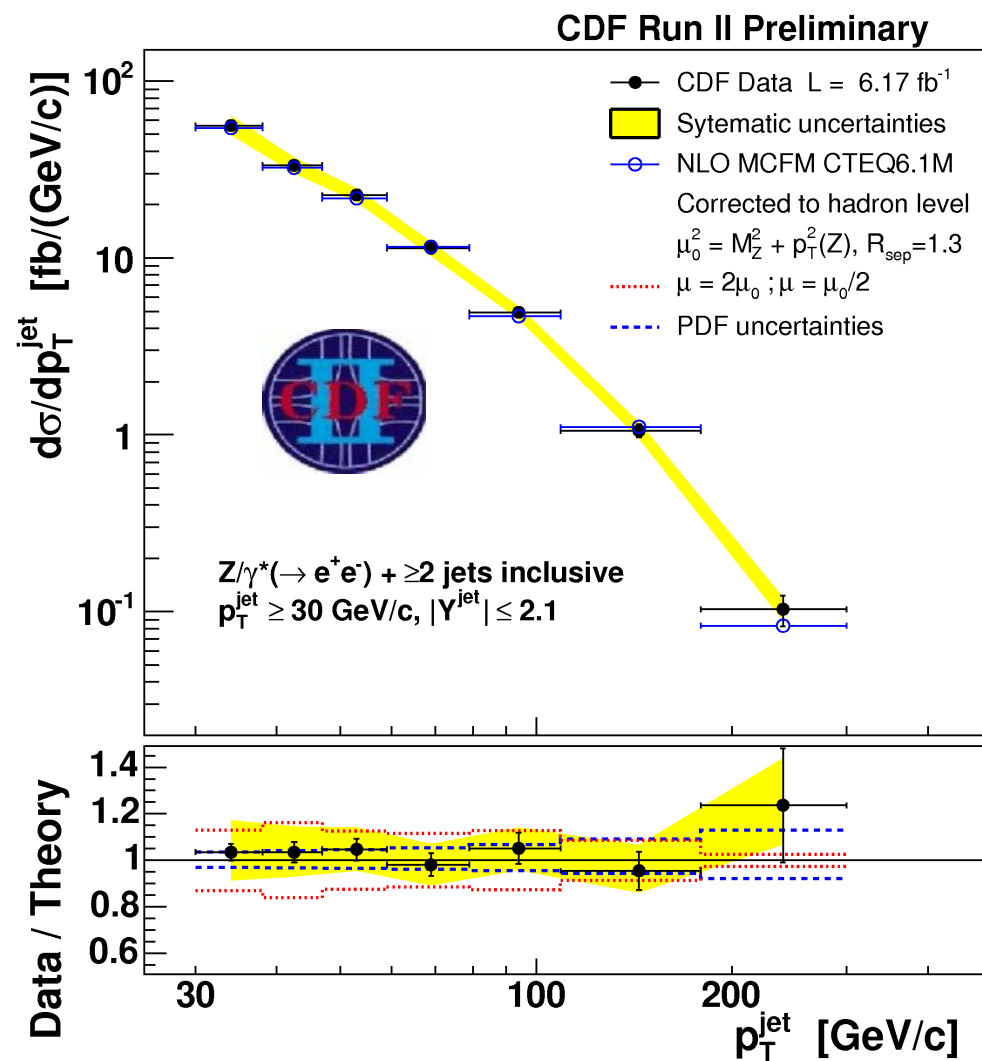 CDF Run II Preliminary
dσ/dp_T^jet [fb/(GeV/c)]
10²
10
1
10⁻¹
CDF Data L = 6.17 fb⁻¹
Sytematic uncertainties
NLO MCFM CTEQ6.1M
Corrected to hadron level
μ₀² = M_Z² + p_T²(Z), R_sep=1.3
μ = 2μ₀ ; μ = μ₀/2
PDF uncertainties
II
CDF
Z/γ*(→ e⁺e⁻) + ≥2 jets inclusive
p_T^jet ≥ 30 GeV/c, |Y^jet| ≤ 2.1
Data / Theory
1.4
1.2
1
0.8
0.6
30 100 200
p_T^jet [GeV/c]